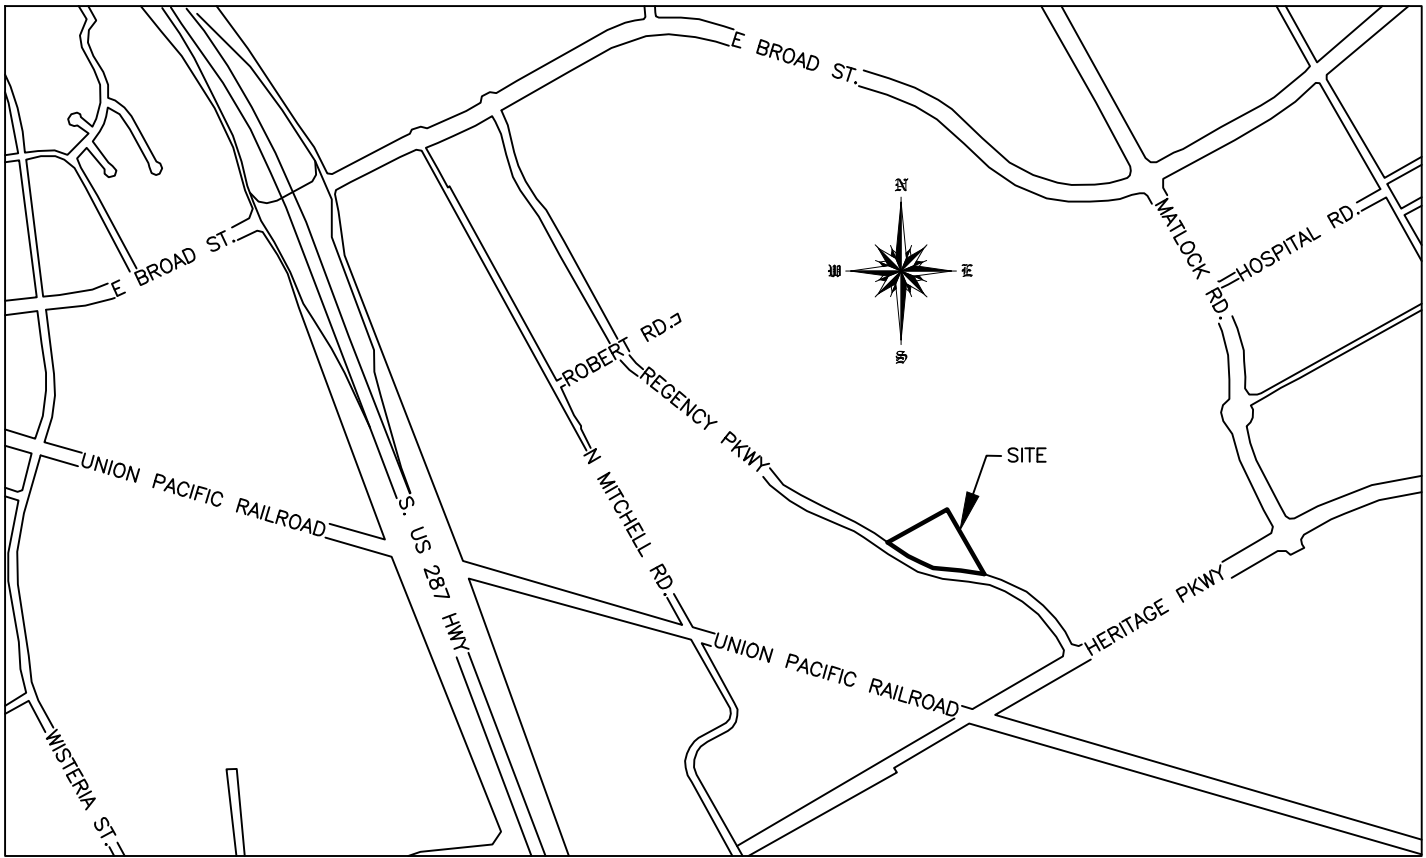 E BROAD ST.
N
MATLOCK RD.
HOSPITAL RD.
E BROAD ST.
W
E
ROBERT RD.
S
REGENCY PKWY
UNION PACIFIC RAILROAD
N MITCHELL RD.
SITE
S. US 287 HWY
HERITAGE PKWY
UNION PACIFIC RAILROAD
WISTERIA ST.